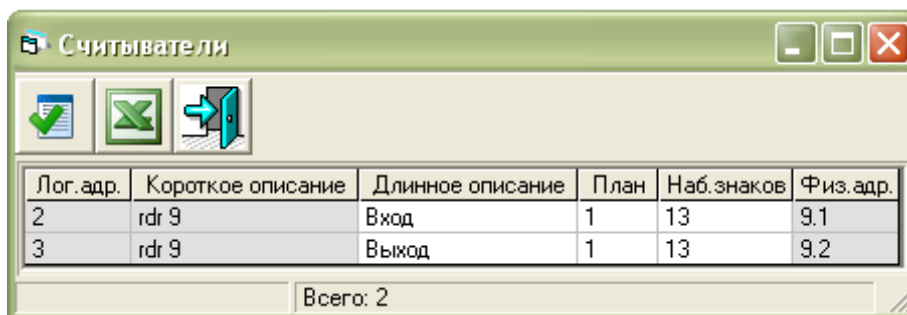 Считыватели
Лог.адр. Короткое описание Длинное описание План Наб.знаков Физ.адр.
2 rdr 9 Вход 1 13 9.1
3 rdr 9 Выход 1 13 9.2
Всего: 2